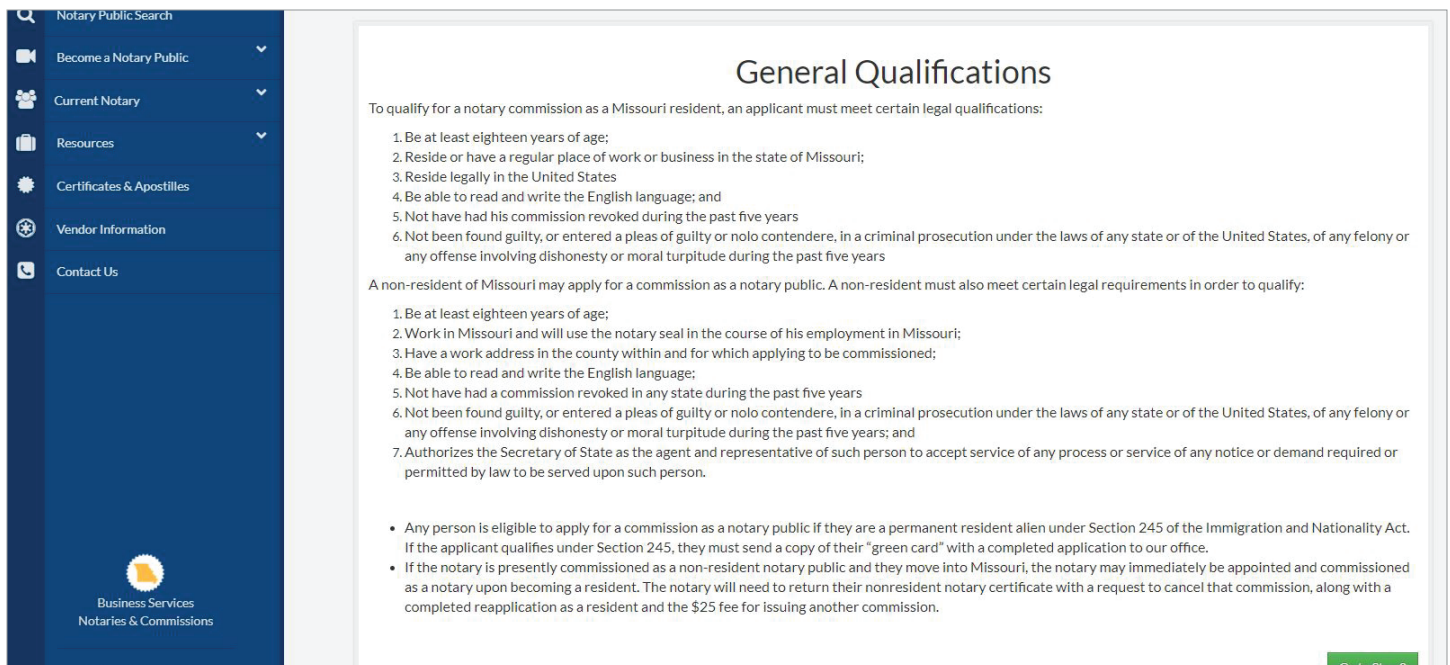 Notary Public Search
Become a Notary Public
Current Notary
Resources
Certificates & Apostilles
Vendor Information
Contact Us
Business Services
Notaries & Commissions
General Qualifications
To qualify for a notary commission as a Missouri resident, an applicant must meet certain legal qualifications:
1. Be at least eighteen years of age;
2. Reside or have a regular place of work or business in the state of Missouri;
3. Reside legally in the United States
4. Be able to read and write the English language; and
5. Not have had his commission revoked during the past five years
6. Not been found guilty, or entered a pleas of guilty or nolo contendere, in a criminal prosecution under the laws of any state or of the United States, of any felony or
any offense involving dishonesty or moral turpitude during the past five years
A non-resident of Missouri may apply for a commission as a notary public. A non-resident must also meet certain legal requirements in order to qualify:
1. Be at least eighteen years of age;
2. Work in Missouri and will use the notary seal in the course of his employment in Missouri;
3. Have a work address in the county within and for which applying to be commissioned;
4. Be able to read and write the English language;
5. Not have had a commission revoked in any state during the past five years
6. Not been found guilty, or entered a pleas of guilty or nolo contendere, in a criminal prosecution under the laws of any state or of the United States, of any felony or
any offense involving dishonesty or moral turpitude during the past five years; and
7. Authorizes the Secretary of State as the agent and representative of such person to accept service of any process or service of any notice or demand required or
permitted by law to be served upon such person.
• Any person is eligible to apply for a commission as a notary public if they are a permanent resident alien under Section 245 of the Immigration and Nationality Act.
If the applicant qualifies under Section 245, they must send a copy of their "green card" with a completed application to our office.
• If the notary is presently commissioned as a non-resident notary public and they move into Missouri, the notary may immediately be appointed and commissioned
as a notary upon becoming a resident. The notary will need to return their nonresident notary certificate with a request to cancel that commission, along with a
completed reapplication as a resident and the $25 fee for issuing another commission.